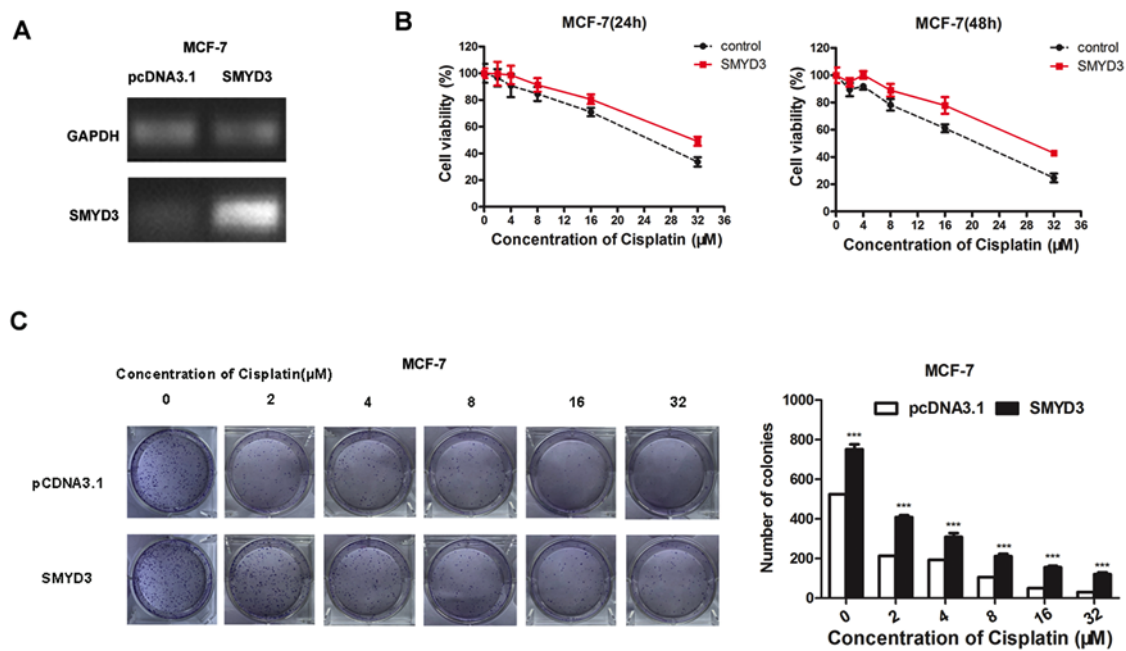 A
MCF-7
pcDNA3.1 SMYD3
GAPDH
SMYD3
B
MCF-7(24h)
control
SMYD3
Cell viability (%)
120
100
80
60
40
20
0
0 4 8 12 16 20 24 28 32 36
Concentration of Cisplatin (µM)
MCF-7(48h)
control
SMYD3
Cell viability (%)
120
100
80
60
40
20
0
0 4 8 12 16 20 24 28 32 36
Concentration of Cisplatin (µM)
C
MCF-7
Concentration of Cisplatin(µM)
0 2 4 8 16 32
pCDNA3.1
SMYD3
MCF-7
pcDNA3.1 SMYD3
Number of colonies
1000
800
600
400
200
0
*** *** *** *** *** ***
0 2 4 8 16 32
Concentration of Cisplatin (µM)